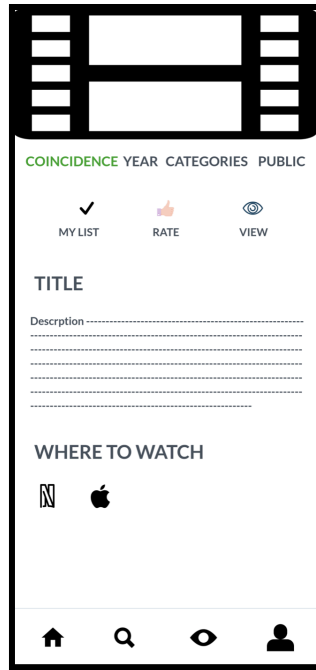 COINCIDENCE YEAR CATEGORIES PUBLIC
MY LIST RATE VIEW
TITLE
Descrption
WHERE TO WATCH